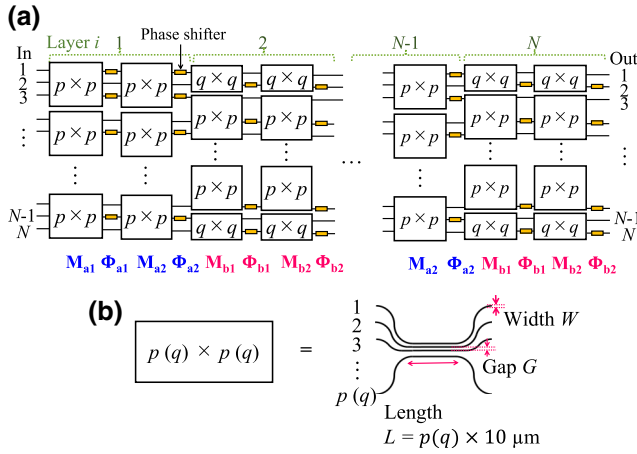 (a)
Layer i 1 Phase shifter 2 N-1 N
In Out
1 p × p p × p q × q q × q p × p q × q q × q 1
2 2
3 p × p p × p p × p p × p 3
p × p p × p p × p
⋮ ⋮ ⋮ ⋯ ⋯ ⋯ ⋮ ⋯ ⋮
p × p p × p p × p p × p
N-1 p × p p × p p × p N-1
N q × q q × q q × q q × q N
M_a1 Φ_a1 M_a2 Φ_a2 M_b1 Φ_b1 M_b2 Φ_b2 M_a2 Φ_a2 M_b1 Φ_b1 M_b2 Φ_b2
(b)
p (q) × p (q) =
1
2
3
⋮
p (q)
Width W
Gap G
Length
L = p(q) × 10 μm